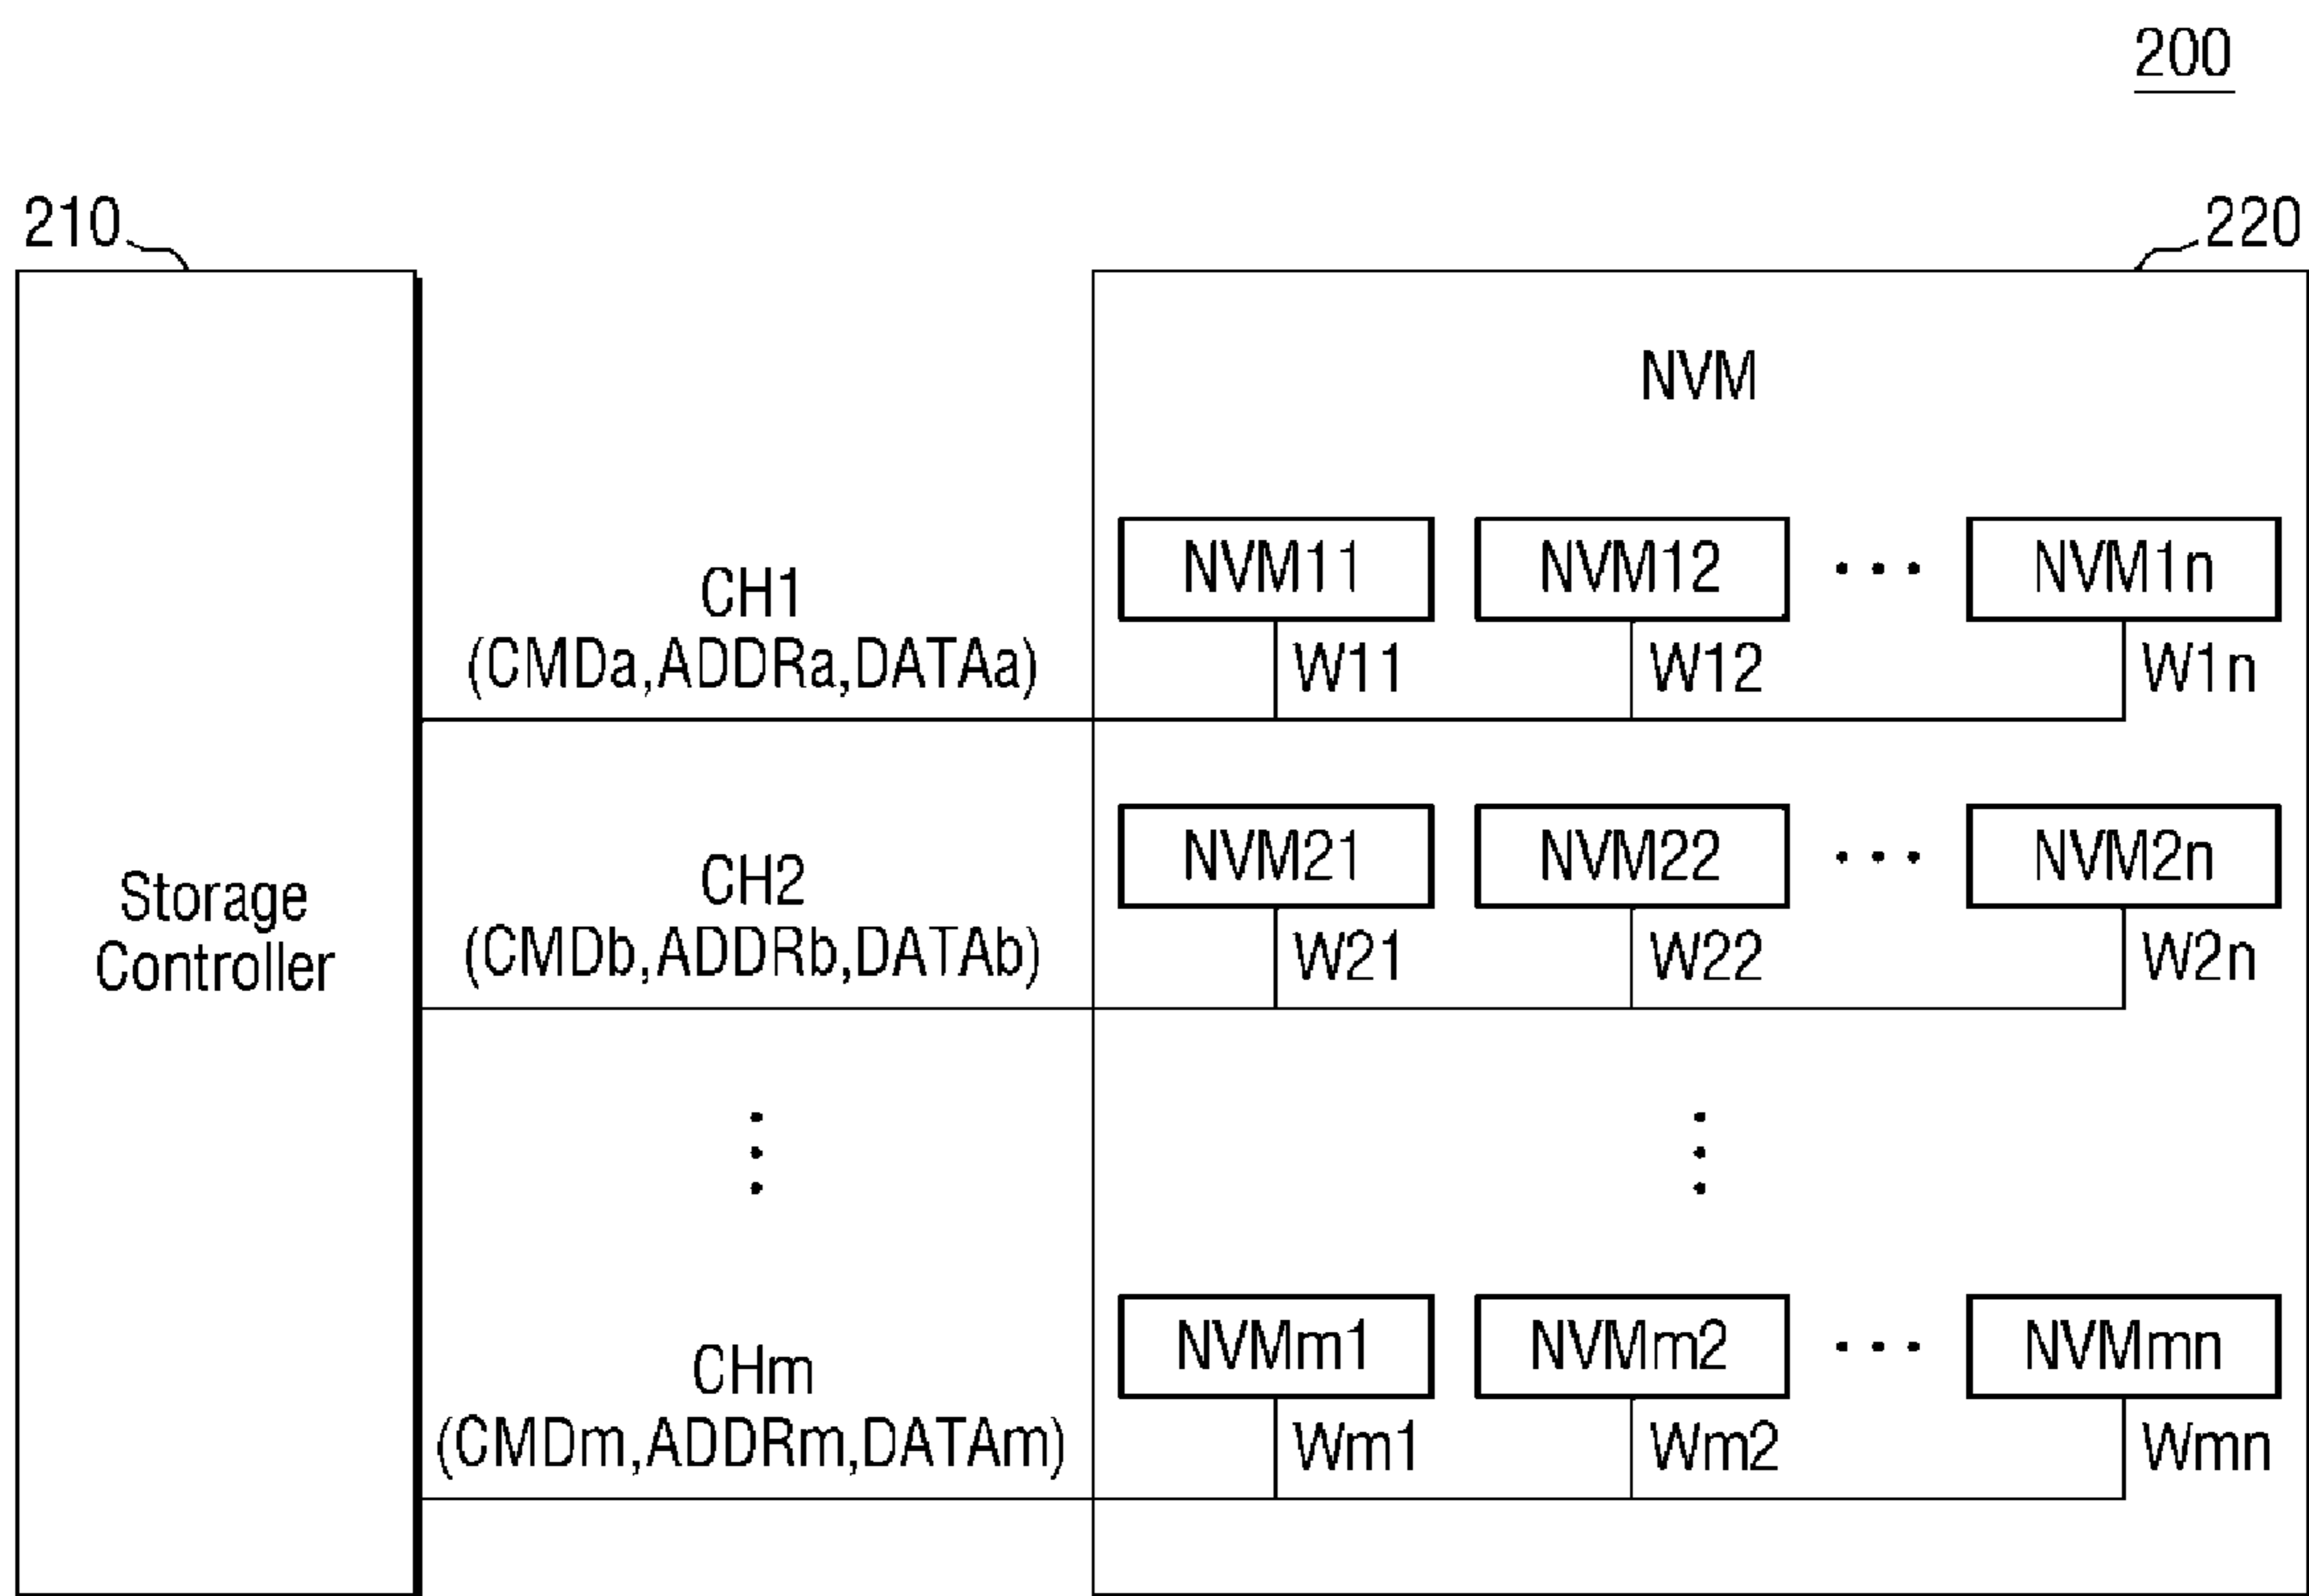 200
210
220
NVM
NVM11 NVM12 ... NVM1n
CH1
(CMDa,ADDRa,DATAa)
W11 W12 W1n
NVM21 NVM22 ... NVM2n
CH2
(CMDb,ADDRb,DATAb)
W21 W22 W2n
Storage
Controller
NVMm1 NVMm2 ... NVMmn
CHm
(CMDm,ADDRm,DATAm)
Wm1 Wm2 Wmn